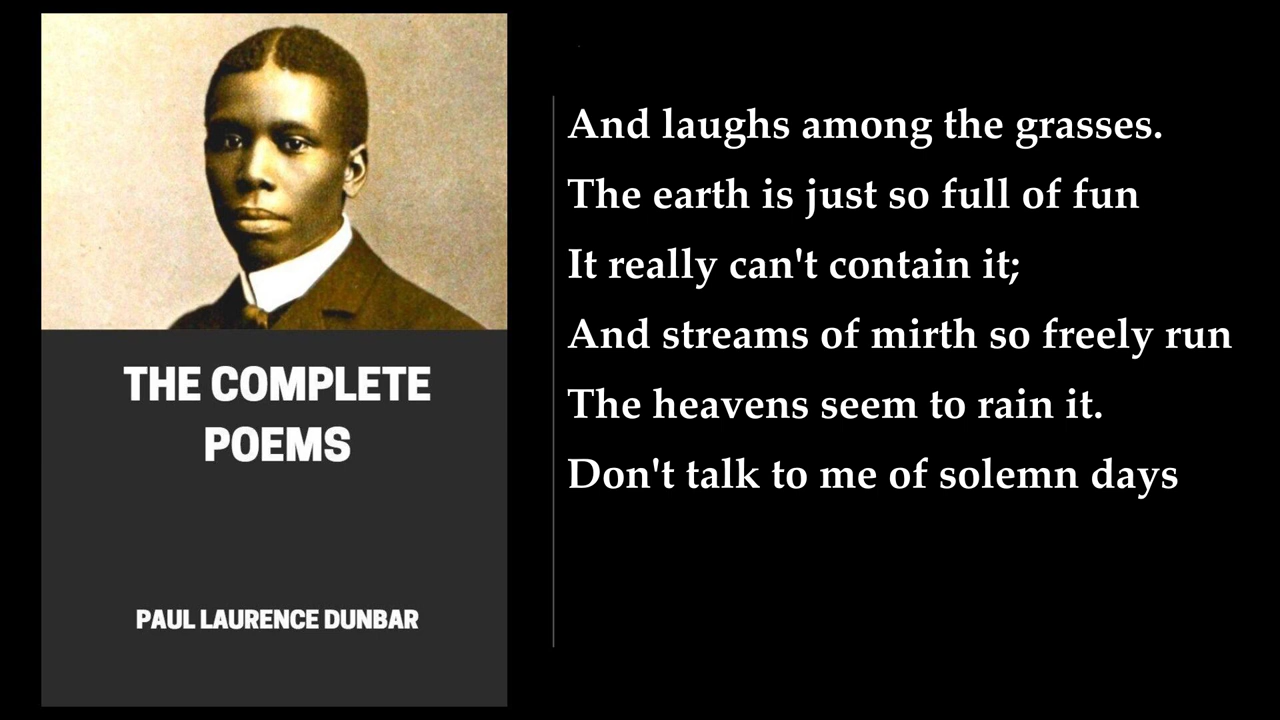 THE COMPLETE
POEMS
PAUL LAURENCE DUNBAR
And laughs among the grasses.
The earth is just so full of fun
It really can't contain it;
And streams of mirth so freely run
The heavens seem to rain it.
Don't talk to me of solemn days